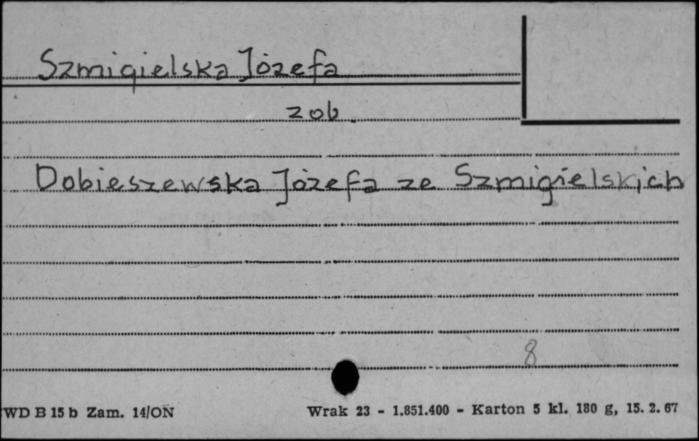 Szmigielska Józefa
zob.
Dobieszewska Józefa ze Szmigielskich
8
WD B 15 b Zam. 14/ON
Wrak 23 - 1.851.400 - Karton 5 kl. 180 g, 15. 2. 67